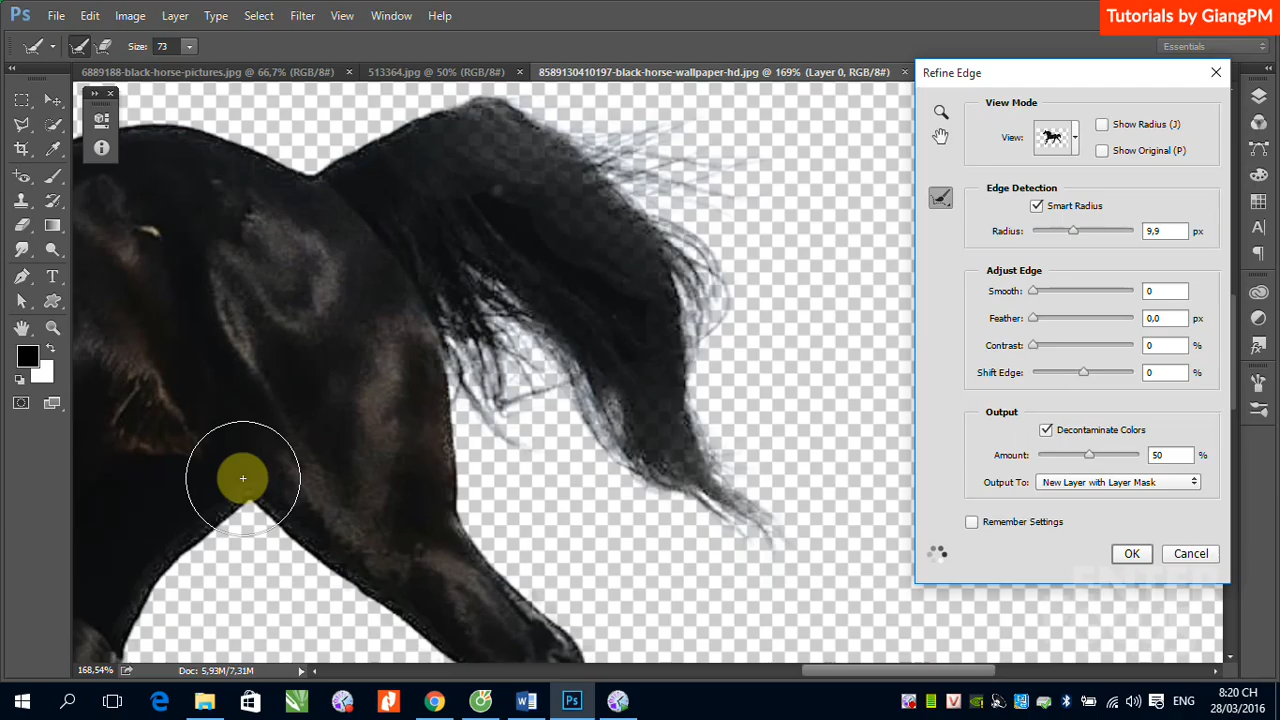 Tutorials by GiangPM
Ps File Edit Image Layer Type Select Filter View Window Help
Size: 73
Essentials
6889188-black-horse-pictures.jpg @ 66,7% (RGB/8#) × 513364.jpg @ 50% (RGB/8#) × 8589130410197-black-horse-wallpaper-hd.jpg @ 169% (Layer 0, RGB/8#) ×
Refine Edge
View Mode
View:
Show Radius (J)
Show Original (P)
Edge Detection
Smart Radius
Radius: 9,9 px
Adjust Edge
Smooth: 0
Feather: 0,0 px
Contrast: 0 %
Shift Edge: 0 %
Output
Decontaminate Colors
Amount: 50 %
Output To: New Layer with Layer Mask
Remember Settings
OK Cancel
ENTER
168,54% Doc: 5,93M/7,31M
ENG
8:20 CH
28/03/2016